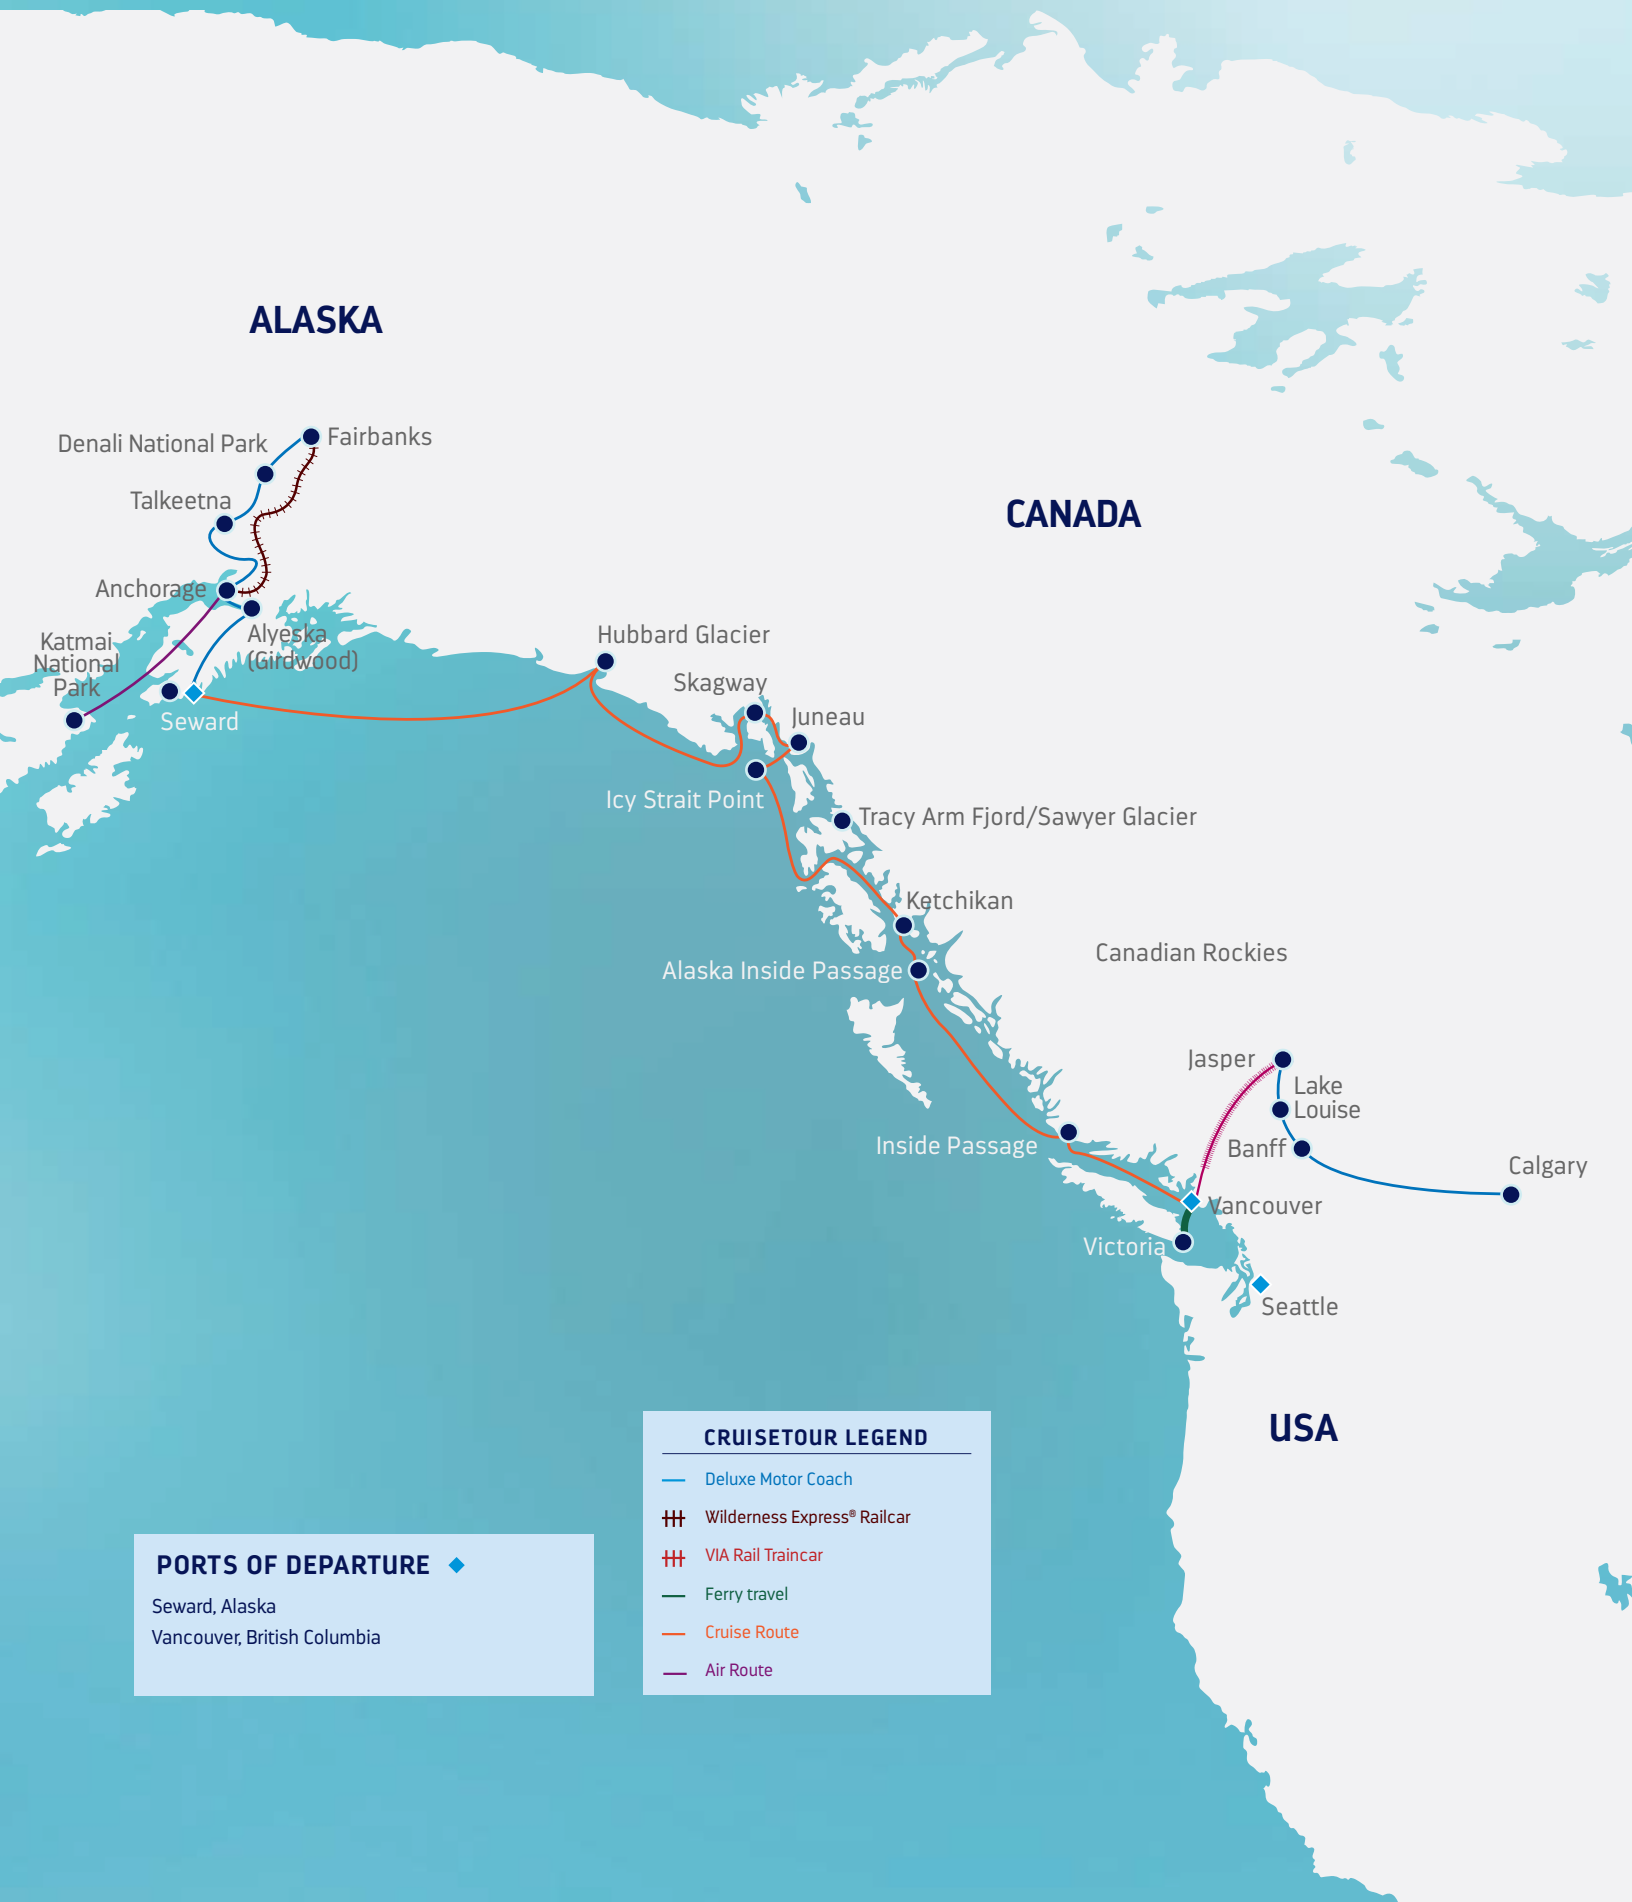 ALASKA
Denali National Park
Fairbanks
Talkeetna
CANADA
Anchorage
Alyeska
(Girdwood)
Katmai
National
Park
Seward
Hubbard Glacier
Skagway
Juneau
Icy Strait Point
Tracy Arm Fjord/Sawyer Glacier
Ketchikan
Canadian Rockies
Alaska Inside Passage
Jasper
Lake
Louise
Inside Passage
Banff
Calgary
Vancouver
Victoria
Seattle
USA
CRUISETOUR LEGEND
Deluxe Motor Coach
Wilderness Express® Railcar
VIA Rail Traincar
Ferry travel
Cruise Route
Air Route
PORTS OF DEPARTURE
Seward, Alaska
Vancouver, British Columbia